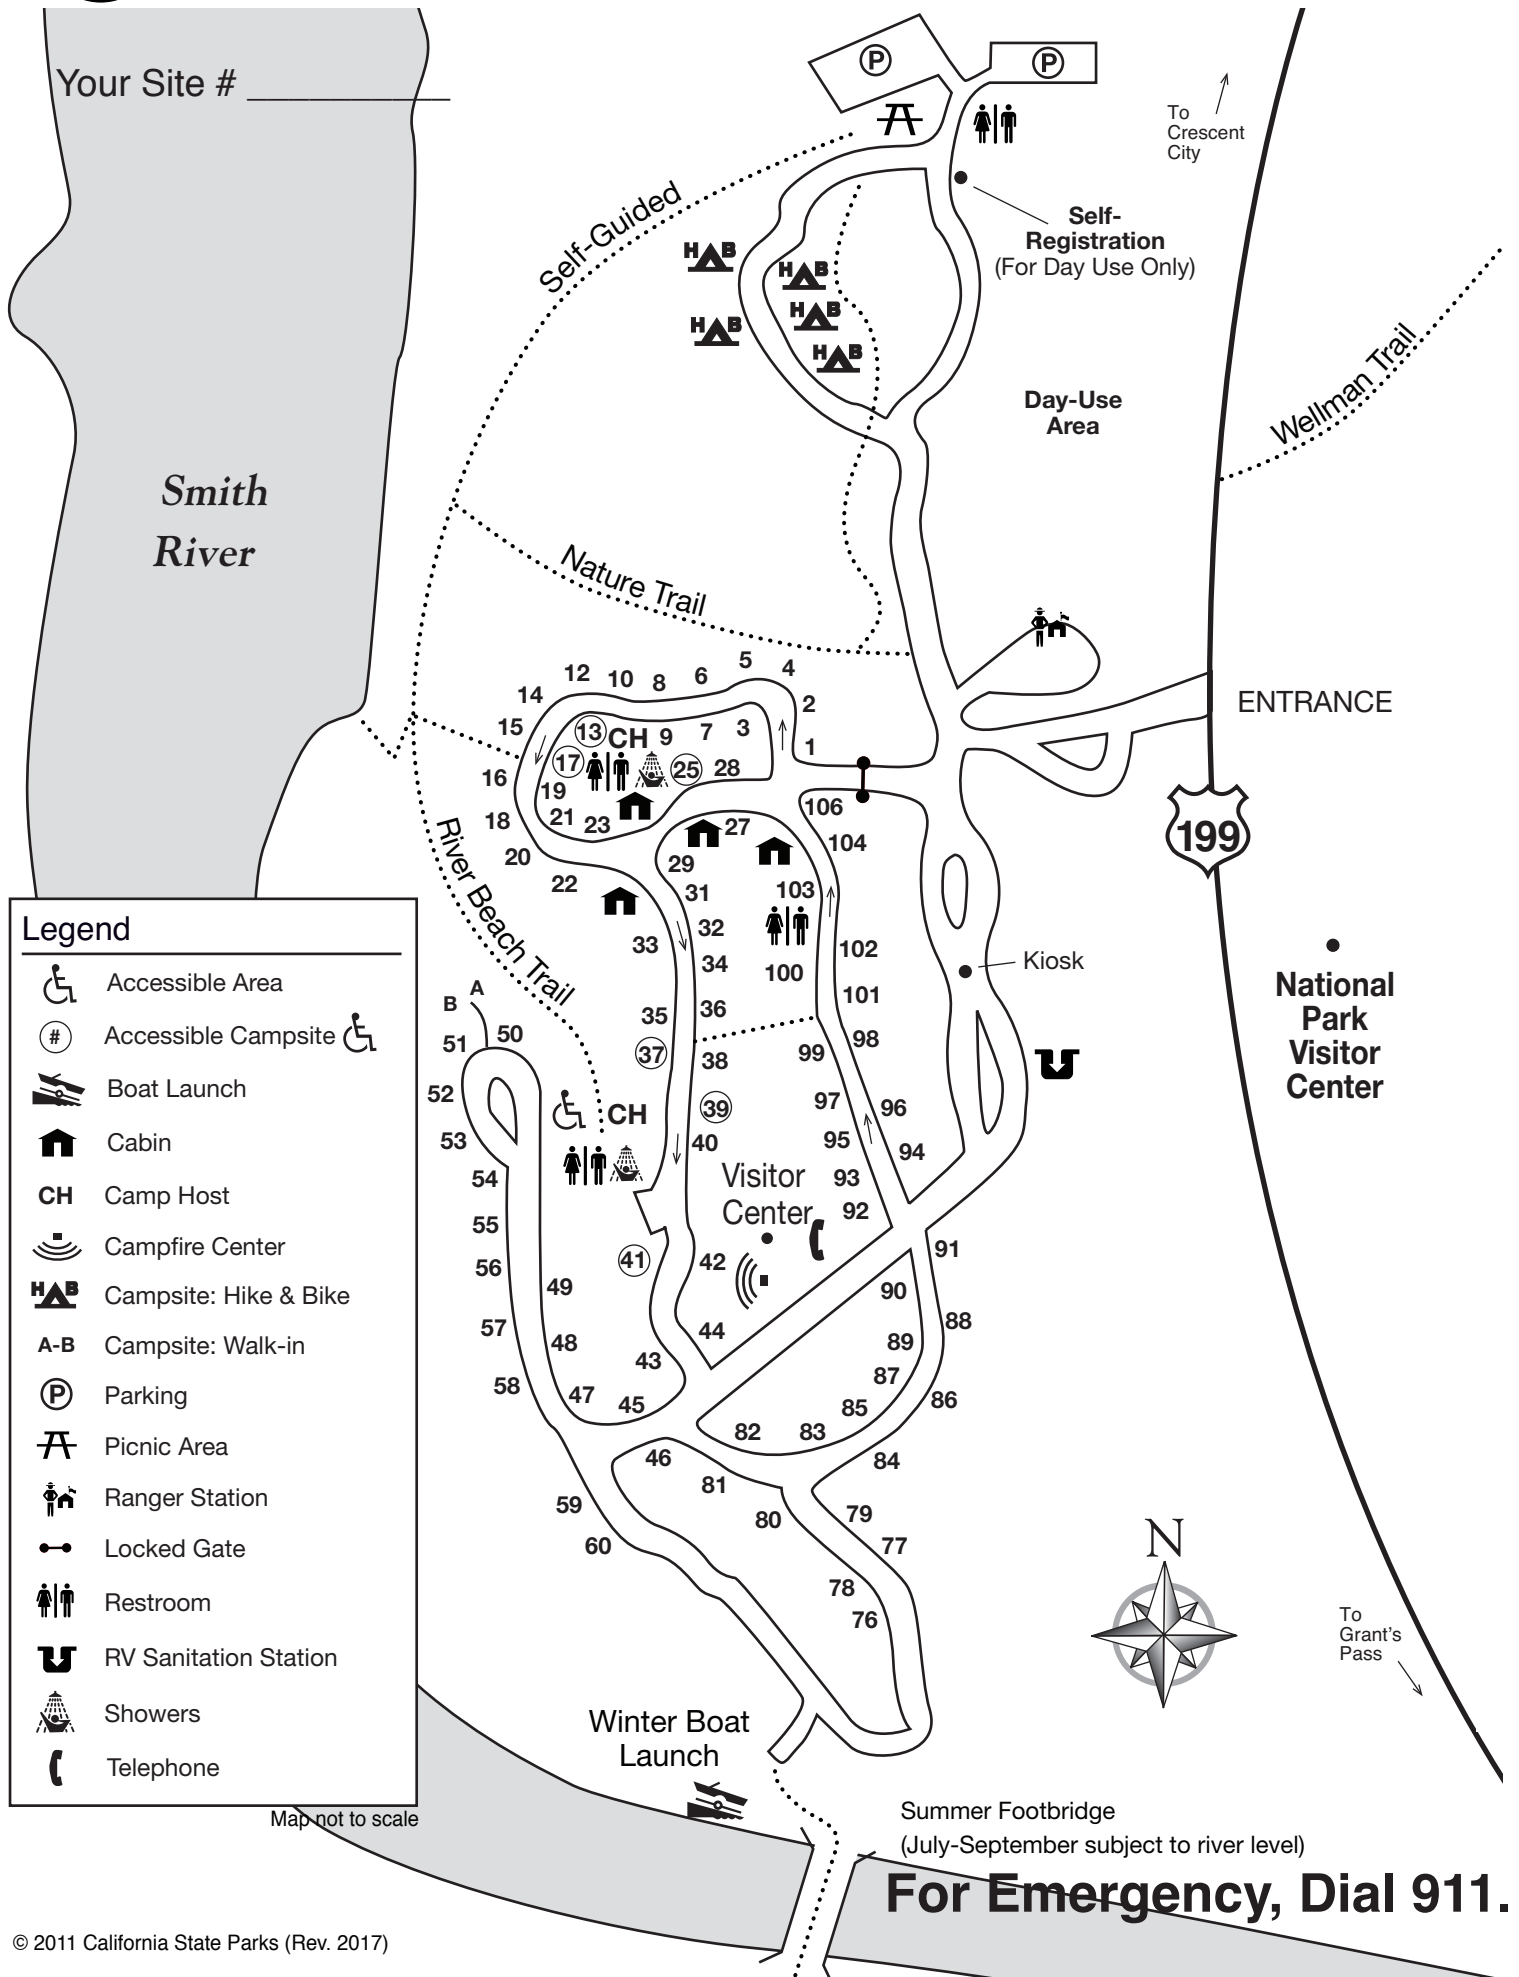 Your Site # ______________
P
P
To
Crescent
City
Self-Guided
Self-
Registration
(For Day Use Only)
H B
H B
H B
H B
H B
Day-Use
Area
Wellman Trail
Smith
River
Nature Trail
ENTRANCE
12
10
8
6
5
4
14
2
15
13
CH
9
7
3
1
17
25
28
16
19
18
21
23
20
22
106
104
27
29
31
103
199
River Beach Trail
32
33
34
102
100
101
35
36
Kiosk
National
Park
Visitor
Center
B
A
51
50
37
38
99
98
52
CH
39
97
96
53
40
95
94
54
Visitor
Center
93
92
55
41
42
91
56
49
90
88
57
48
44
89
43
87
58
47
45
86
85
82
83
46
81
84
59
80
79
60
77
78
76
N
To
Grant's
Pass
Legend
Accessible Area
# Accessible Campsite
Boat Launch
Cabin
CH Camp Host
Campfire Center
H B Campsite: Hike & Bike
A-B Campsite: Walk-in
P Parking
Picnic Area
Ranger Station
Locked Gate
Restroom
RV Sanitation Station
Showers
Telephone
Map not to scale
Winter Boat
Launch
Summer Footbridge
(July-September subject to river level)
For Emergency, Dial 911.
© 2011 California State Parks (Rev. 2017)